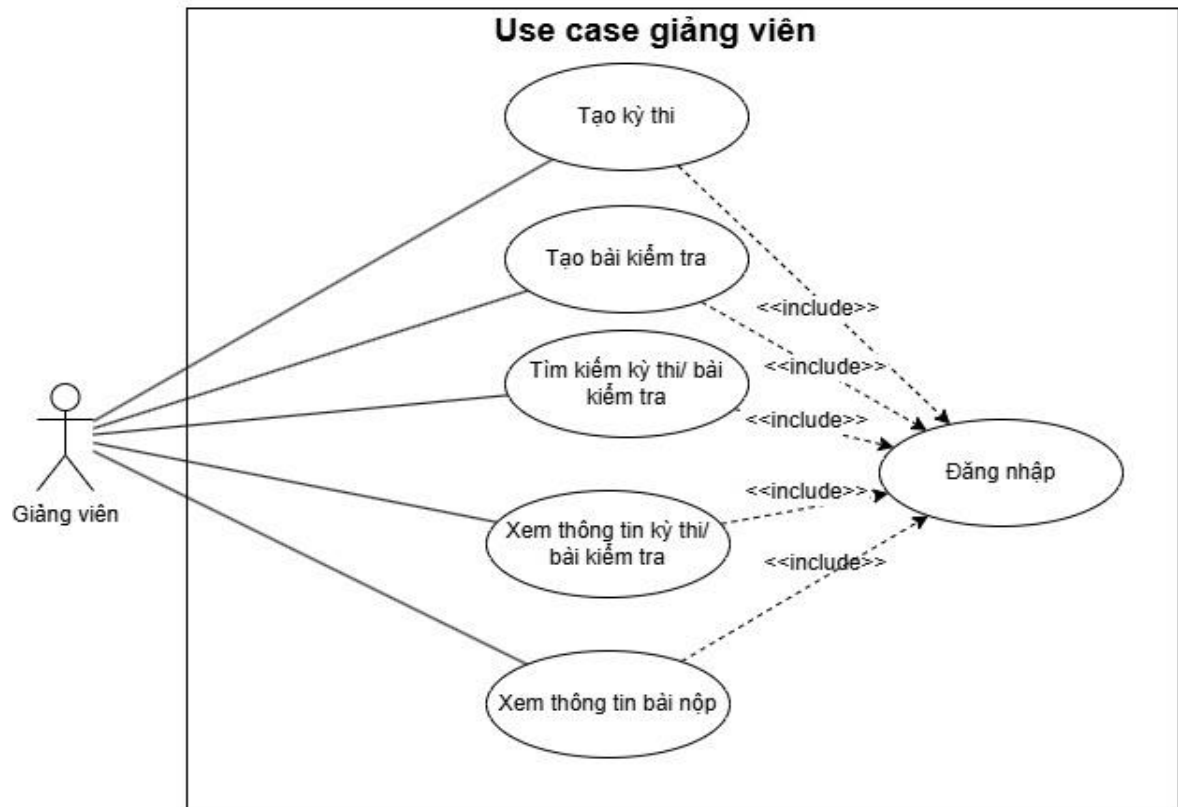 Use case giảng viên
Tạo kỳ thi
Tạo bài kiểm tra
<<include>>
<<include>>
Tìm kiếm kỳ thi/ bài
kiểm tra
<<include>>
Đăng nhập
Giảng viên
<<include>>
Xem thông tin kỳ thi/
bài kiểm tra
<<include>>
Xem thông tin bài nộp